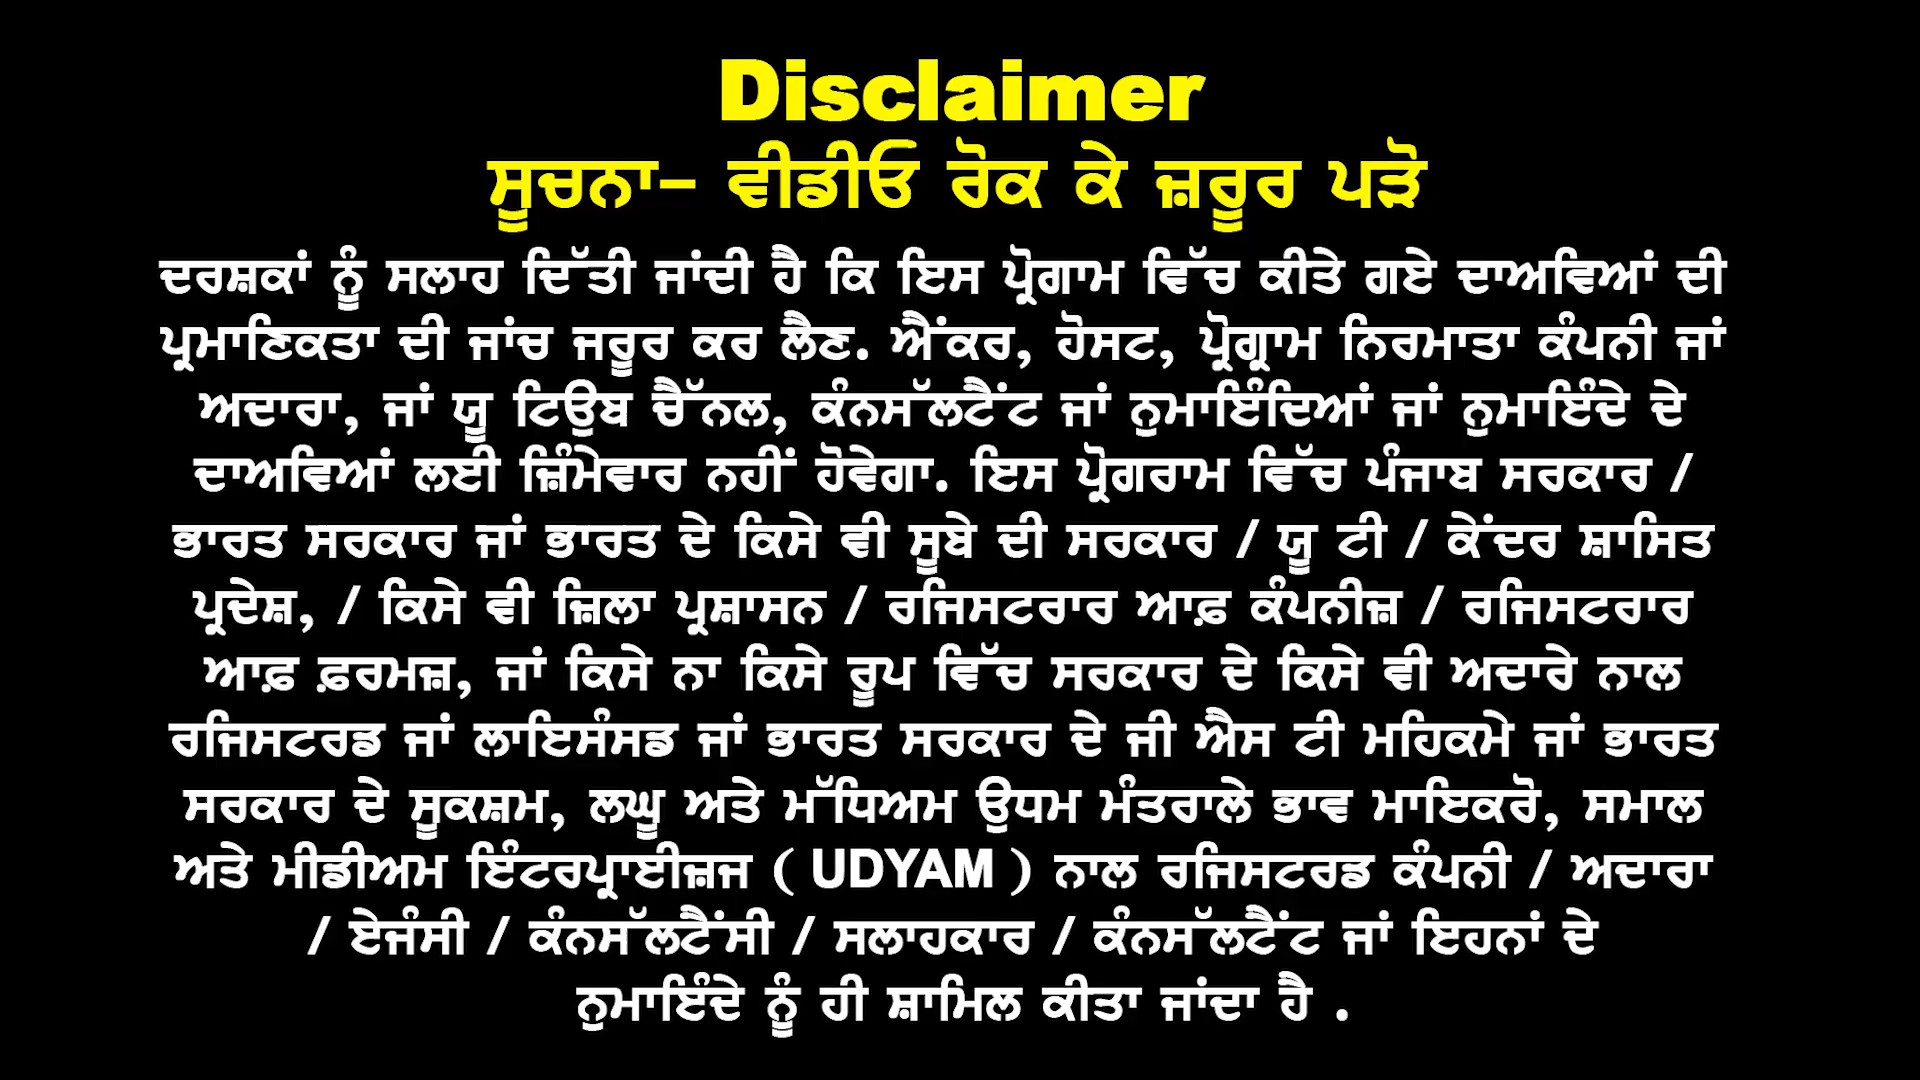 Disclaimer
ਸੂਚਨਾ- ਵੀਡੀਓ ਰੋਕ ਕੇ ਜ਼ਰੂਰ ਪੜੋ
ਦਰਸ਼ਕਾਂ ਨੂੰ ਸਲਾਹ ਦਿੱਤੀ ਜਾਂਦੀ ਹੈ ਕਿ ਇਸ ਪ੍ਰੋਗਾਮ ਵਿੱਚ ਕੀਤੇ ਗਏ ਦਾਅਵਿਆਂ ਦੀ
ਪ੍ਰਮਾਣਿਕਤਾ ਦੀ ਜਾਂਚ ਜਰੂਰ ਕਰ ਲੈਣ. ਐਂਕਰ, ਹੋਸਟ, ਪ੍ਰੋਗ੍ਰਾਮ ਨਿਰਮਾਤਾ ਕੰਪਨੀ ਜਾਂ
ਅਦਾਰਾ, ਜਾਂ ਯੂ ਟਿਊਬ ਚੈੱਨਲ, ਕੰਨਸੱਲਟੈਂਟ ਜਾਂ ਨੁਮਾਇੰਦਿਆਂ ਜਾਂ ਨੁਮਾਇੰਦੇ ਦੇ
ਦਾਅਵਿਆਂ ਲਈ ਜ਼ਿੰਮੇਵਾਰ ਨਹੀਂ ਹੋਵੇਗਾ. ਇਸ ਪ੍ਰੋਗਰਾਮ ਵਿੱਚ ਪੰਜਾਬ ਸਰਕਾਰ /
ਭਾਰਤ ਸਰਕਾਰ ਜਾਂ ਭਾਰਤ ਦੇ ਕਿਸੇ ਵੀ ਸੂਬੇ ਦੀ ਸਰਕਾਰ / ਯੂ ਟੀ / ਕੇਂਦਰ ਸ਼ਾਸਿਤ
ਪ੍ਰਦੇਸ਼, / ਕਿਸੇ ਵੀ ਜ਼ਿਲਾ ਪ੍ਰਸ਼ਾਸਨ / ਰਜਿਸਟਰਾਰ ਆਫ਼ ਕੰਪਨੀਜ਼ / ਰਜਿਸਟਰਾਰ
ਆਫ਼ ਫ਼ਰਮਜ਼, ਜਾਂ ਕਿਸੇ ਨਾ ਕਿਸੇ ਰੂਪ ਵਿੱਚ ਸਰਕਾਰ ਦੇ ਕਿਸੇ ਵੀ ਅਦਾਰੇ ਨਾਲ
ਰਜਿਸਟਰਡ ਜਾਂ ਲਾਇਸੰਸਡ ਜਾਂ ਭਾਰਤ ਸਰਕਾਰ ਦੇ ਜੀ ਐਸ ਟੀ ਮਹਿਕਮੇ ਜਾਂ ਭਾਰਤ
ਸਰਕਾਰ ਦੇ ਸੂਕਸ਼ਮ, ਲਘੂ ਅਤੇ ਮੱਧਿਅਮ ਉਧਮ ਮੰਤਰਾਲੇ ਭਾਵ ਮਾਇਕਰੋ, ਸਮਾਲ
ਅਤੇ ਮੀਡੀਅਮ ਇੰਟਰਪ੍ਰਾਈਜ਼ਜ ( UDYAM ) ਨਾਲ ਰਜਿਸਟਰਡ ਕੰਪਨੀ / ਅਦਾਰਾ
/ ਏਜੰਸੀ / ਕੰਨਸੱਲਟੈਂਸੀ / ਸਲਾਹਕਾਰ / ਕੰਨਸੱਲਟੈਂਟ ਜਾਂ ਇਹਨਾਂ ਦੇ
ਨੁਮਾਇੰਦੇ ਨੂੰ ਹੀ ਸ਼ਾਮਿਲ ਕੀਤਾ ਜਾਂਦਾ ਹੈ .